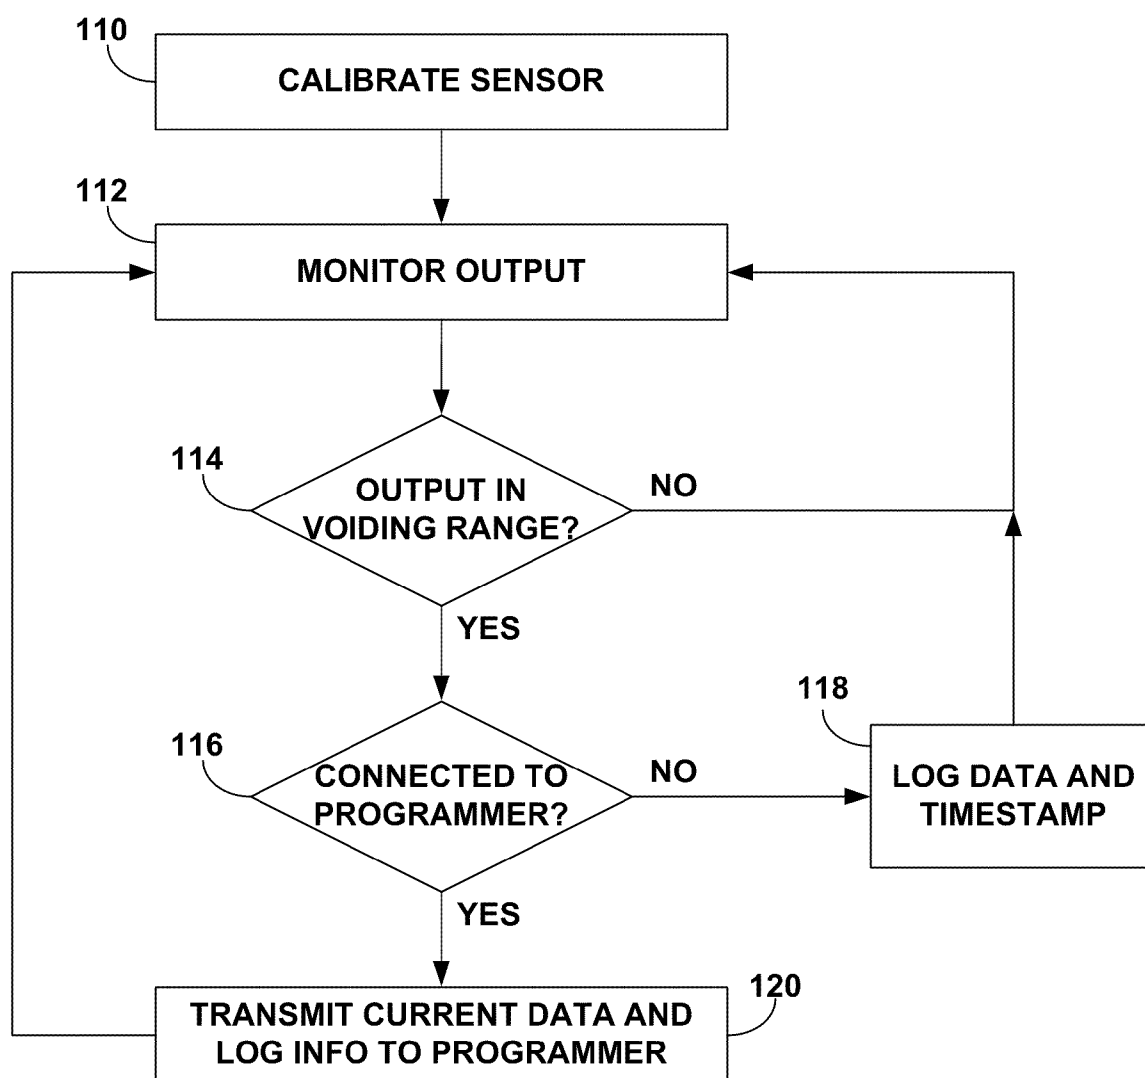 110
CALIBRATE SENSOR
112
MONITOR OUTPUT
114
OUTPUT IN
VOIDING RANGE?
NO
YES
116
CONNECTED TO
PROGRAMMER?
NO
118
LOG DATA AND
TIMESTAMP
YES
120
TRANSMIT CURRENT DATA AND
LOG INFO TO PROGRAMMER